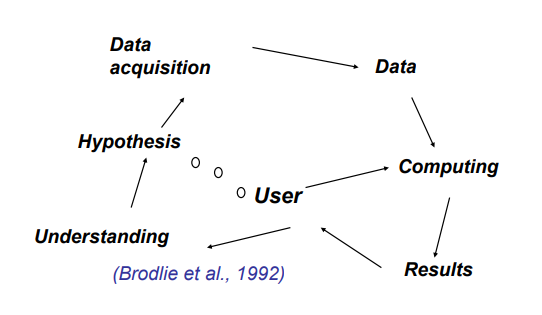 Data
acquisition
Data
Hypothesis
Computing
User
Understanding
(Brodlie et al., 1992)
Results